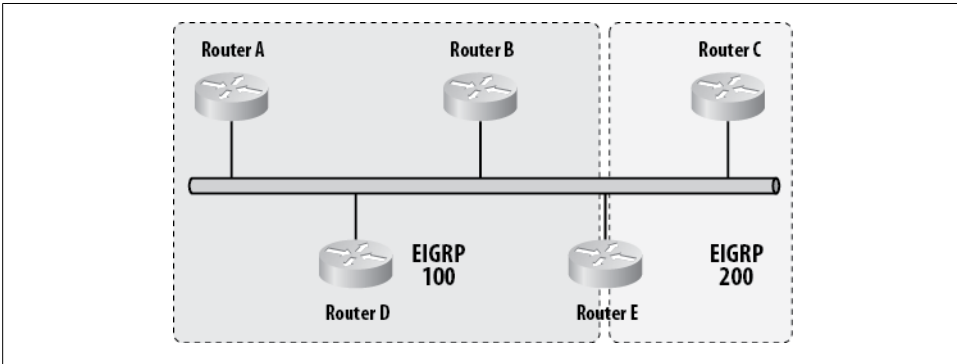 Router A
Router B
Router C
EIGRP
100
EIGRP
200
Router D
Router E